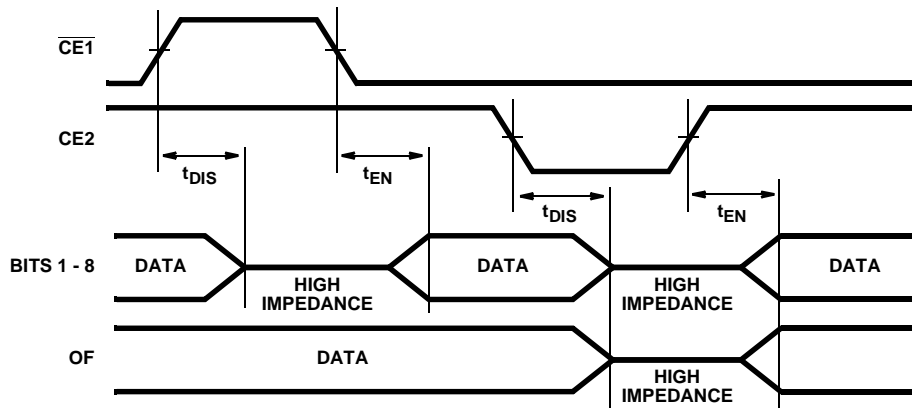 CE1
CE2
tDIS
tEN
tDIS
tEN
BITS 1 - 8
DATA
HIGH
IMPEDANCE
DATA
HIGH
IMPEDANCE
DATA
OF
DATA
HIGH
IMPEDANCE